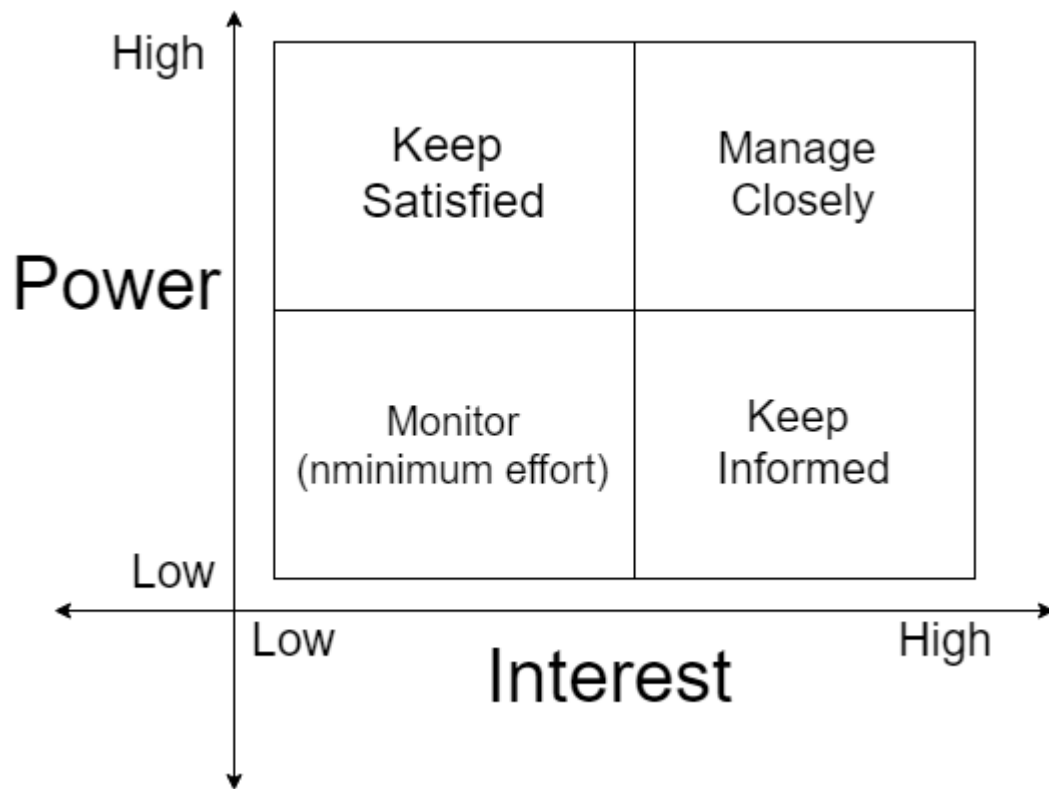 High
Keep
Satisfied
Manage
Closely
Power
Monitor
(nminimum effort)
Keep
Informed
Low
Low
High
Interest